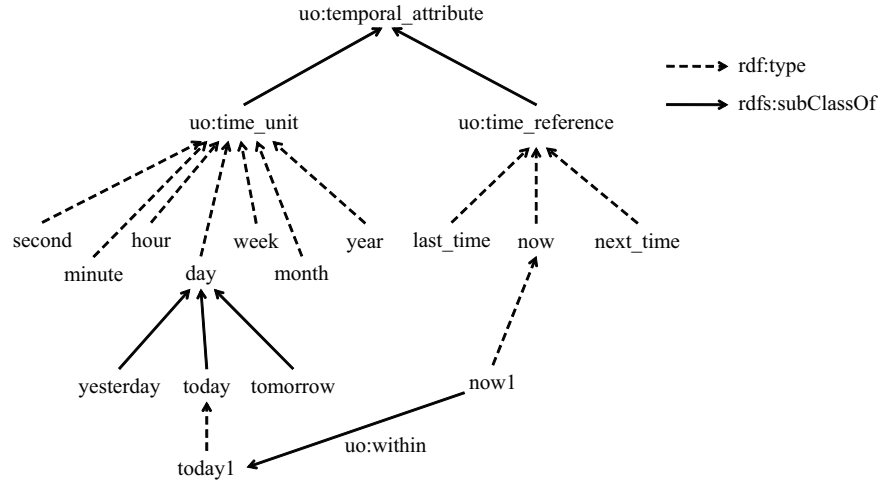 uo:temporal_attribute
rdf:type
rdfs:subClassOf
uo:time_unit
uo:time_reference
second
hour
week
year
last_time
now
next_time
minute
day
month
yesterday
today
tomorrow
now1
uo:within
today1